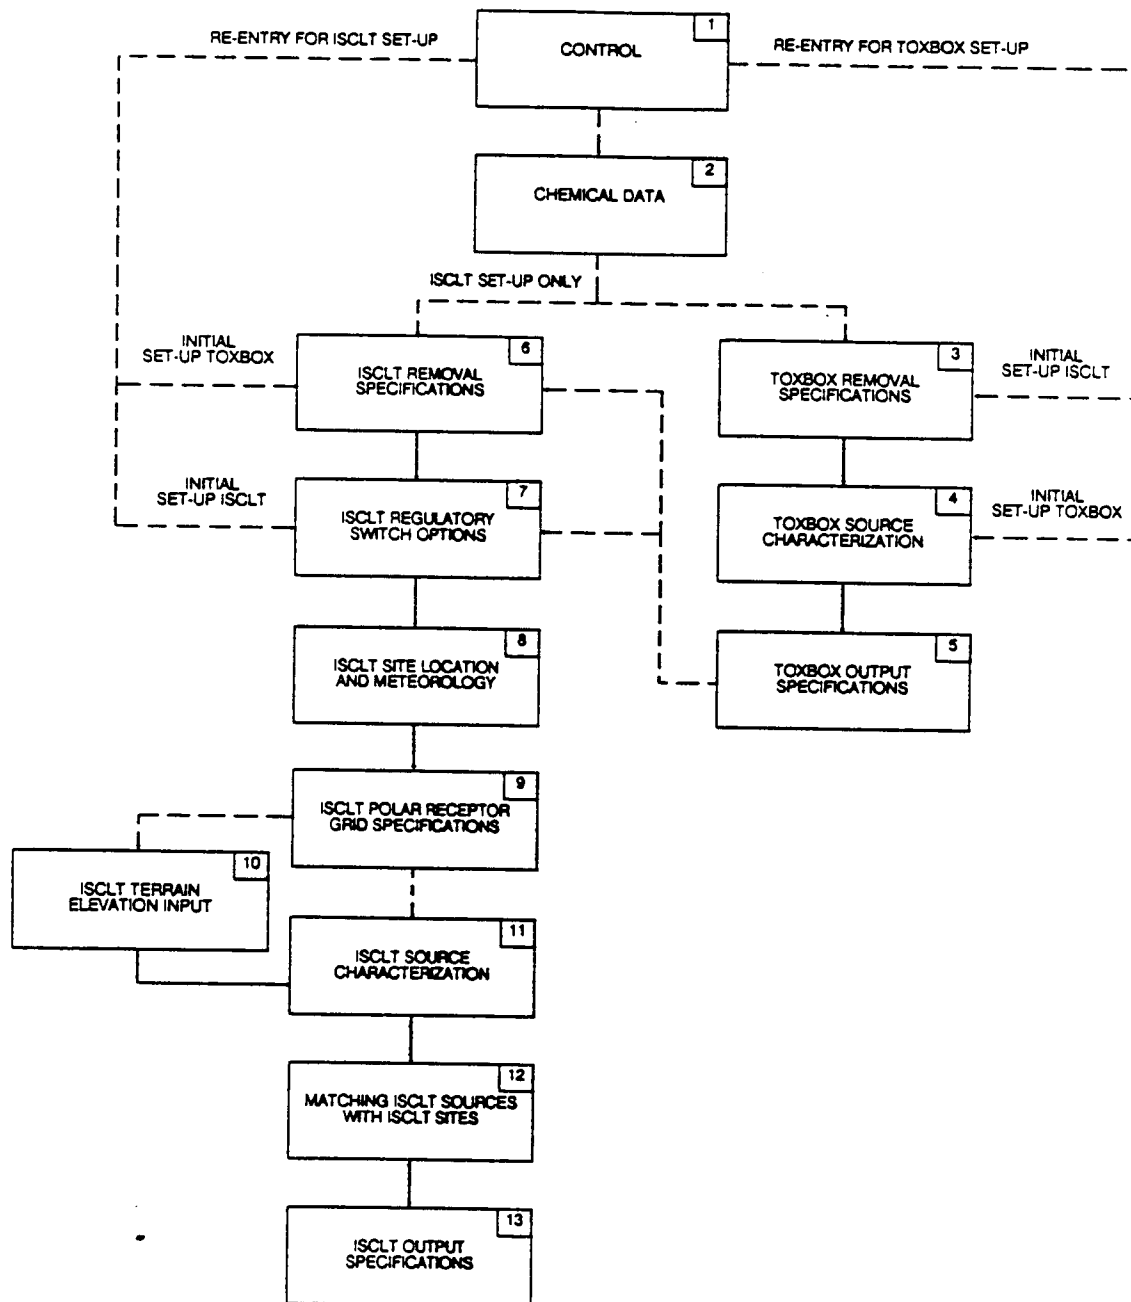 1
RE-ENTRY FOR ISCLT SET-UP
CONTROL
RE-ENTRY FOR TOXBOX SET-UP
2
CHEMICAL DATA
ISCLT SET-UP ONLY
INITIAL
SET-UP TOXBOX
6
ISCLT REMOVAL
SPECIFICATIONS
3
TOXBOX REMOVAL
SPECIFICATIONS
INITIAL
SET-UP ISCLT
INITIAL
SET-UP ISCLT
7
ISCLT REGULATORY
SWITCH OPTIONS
4
TOXBOX SOURCE
CHARACTERIZATION
INITIAL
SET-UP TOXBOX
8
ISCLT SITE LOCATION
AND METEOROLOGY
5
TOXBOX OUTPUT
SPECIFICATIONS
9
ISCLT POLAR RECEPTOR
GRID SPECIFICATIONS
10
ISCLT TERRAIN
ELEVATION INPUT
11
ISCLT SOURCE
CHARACTERIZATION
12
MATCHING ISCLT SOURCES
WITH ISCLT SITES
13
ISCLT OUTPUT
SPECIFICATIONS